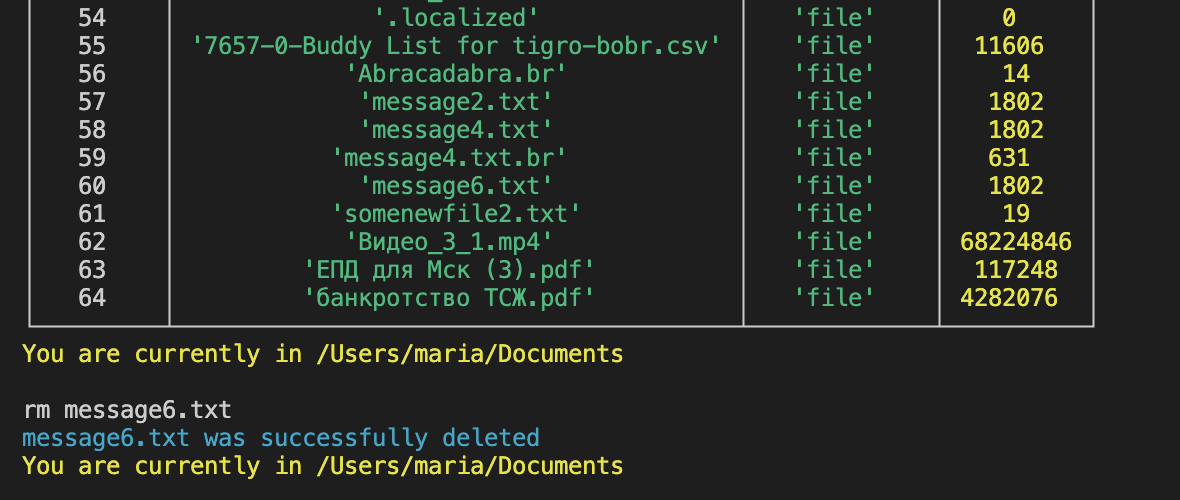 54 '.localized' 'file' 0
55 '7657-0-Buddy List for tigro-bobr.csv' 'file' 11606
56 'Abracadabra.br' 'file' 14
57 'message2.txt' 'file' 1802
58 'message4.txt' 'file' 1802
59 'message4.txt.br' 'file' 631
60 'message6.txt' 'file' 1802
61 'somenewfile2.txt' 'file' 19
62 'Видео_3_1.mp4' 'file' 68224846
63 'ЕПД для Мск (3).pdf' 'file' 117248
64 'банкротство ТСЖ.pdf' 'file' 4282076
You are currently in /Users/maria/Documents
rm message6.txt
message6.txt was successfully deleted
You are currently in /Users/maria/Documents